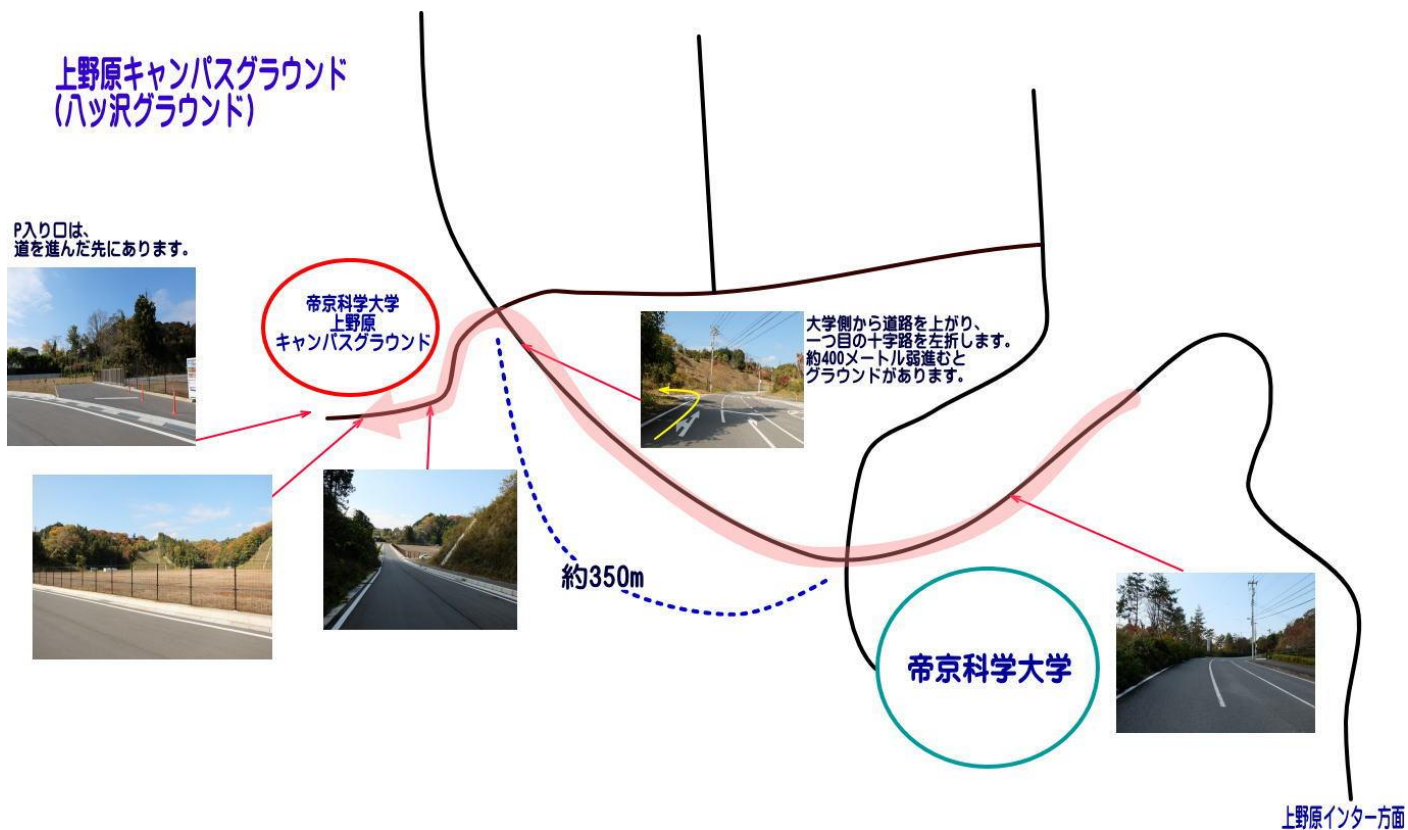 上野原キャンパスグラウンド
(八ッ沢グラウンド)
P入り口は、
道を進んだ先にあります。
帝京科学大学
上野原
キャンパスグラウンド
大学側から道路を上がり、
一つ目の十字路を左折します。
約400メートル弱進むと
グラウンドがあります。
約350m
帝京科学大学
上野原インター方面